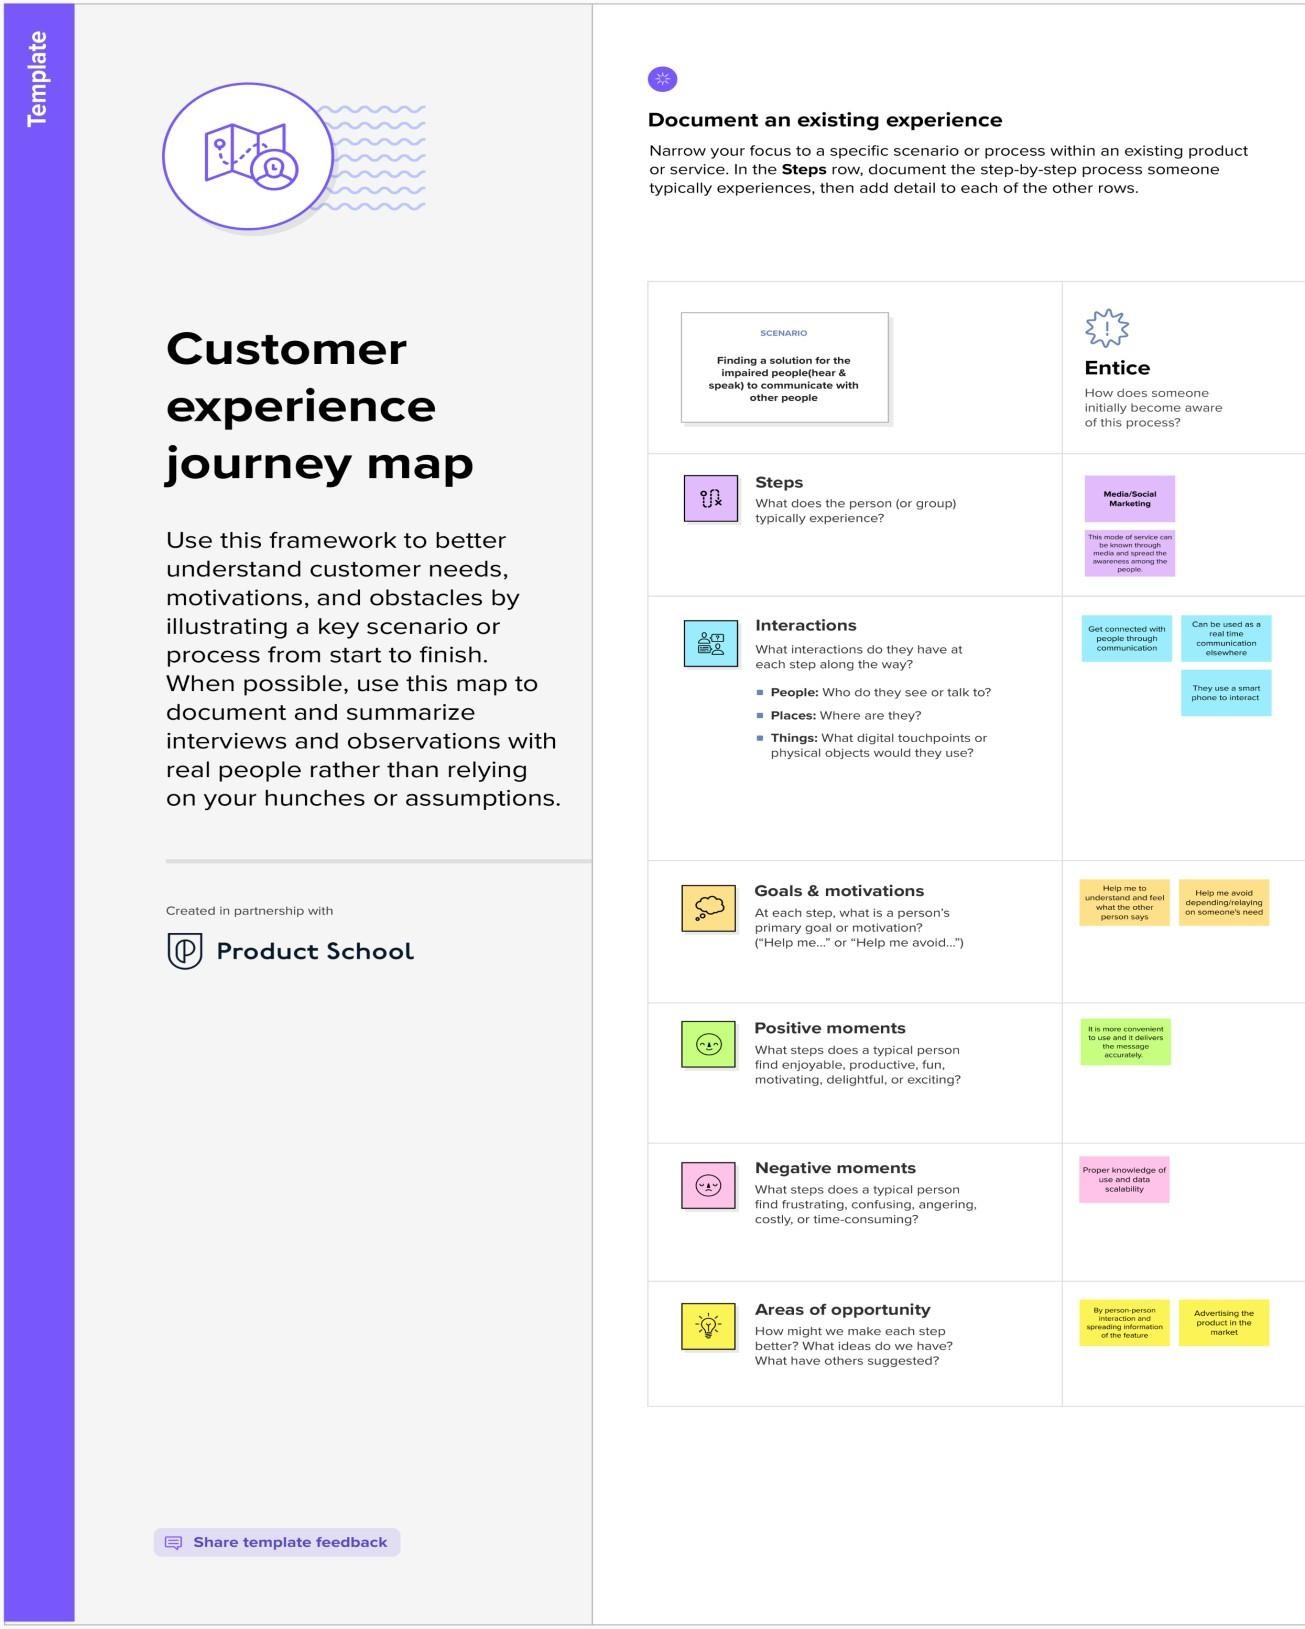 Template
Customer
experience
journey map
Use this framework to better
understand customer needs,
motivations, and obstacles by
illustrating a key scenario or
process from start to finish.
When possible, use this map to
document and summarize
interviews and observations with
real people rather than relying
on your hunches or assumptions.
Created in partnership with
Product School
Share template feedback
Document an existing experience
Narrow your focus to a specific scenario or process within an existing product
or service. In the Steps row, document the step-by-step process someone
typically experiences, then add detail to each of the other rows.
SCENARIO
Finding a solution for the
impaired people(hear &
speak) to communicate with
other people
Entice
How does someone
initially become aware
of this process?
Steps
What does the person (or group)
typically experience?
Media/Social
Marketing
This mode of service can
be known through
media and spread the
awareness among the
people.
Interactions
What interactions do they have at
each step along the way?
People: Who do they see or talk to?
Places: Where are they?
Things: What digital touchpoints or
physical objects would they use?
Get connected with
people through
communication
Can be used as a
real time
communication
elsewhere
They use a smart
phone to interact
Goals & motivations
At each step, what is a person's
primary goal or motivation?
("Help me..." or "Help me avoid...")
Help me to
understand and feel
what the other
person says
Help me avoid
depending/relaying
on someone's need
Positive moments
What steps does a typical person
find enjoyable, productive, fun,
motivating, delightful, or exciting?
It is more convenient
to use and it delivers
the message
accurately.
Negative moments
What steps does a typical person
find frustrating, confusing, angering,
costly, or time-consuming?
Proper knowledge of
use and data
scalability
Areas of opportunity
How might we make each step
better? What ideas do we have?
What have others suggested?
By person-person
interaction and
spreading information
of the feature
Advertising the
product in the
market